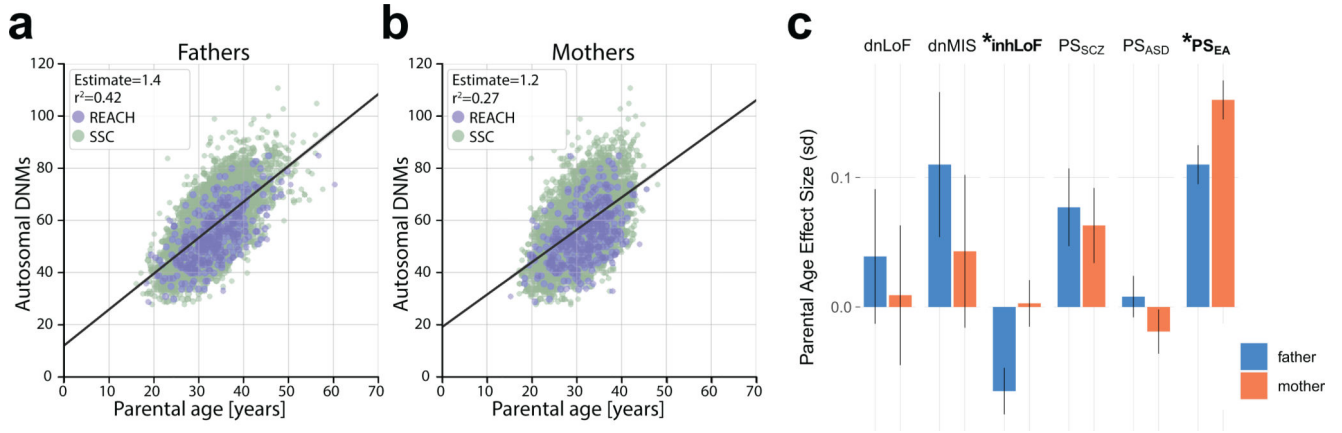 a
Fathers
Estimate=1.4
r²=0.42
REACH
SSC
Autosomal DNMs
120
100
80
60
40
20
0
0 10 20 30 40 50 60 70
Parental age [years]
b
Mothers
Estimate=1.2
r²=0.27
REACH
SSC
Autosomal DNMs
120
100
80
60
40
20
0
0 10 20 30 40 50 60 70
Parental age [years]
c
dnLoF dnMIS *inhLoF PS_SCZ PS_ASD *PS_EA
Parental Age Effect Size (sd)
0.1
0.0
father
mother